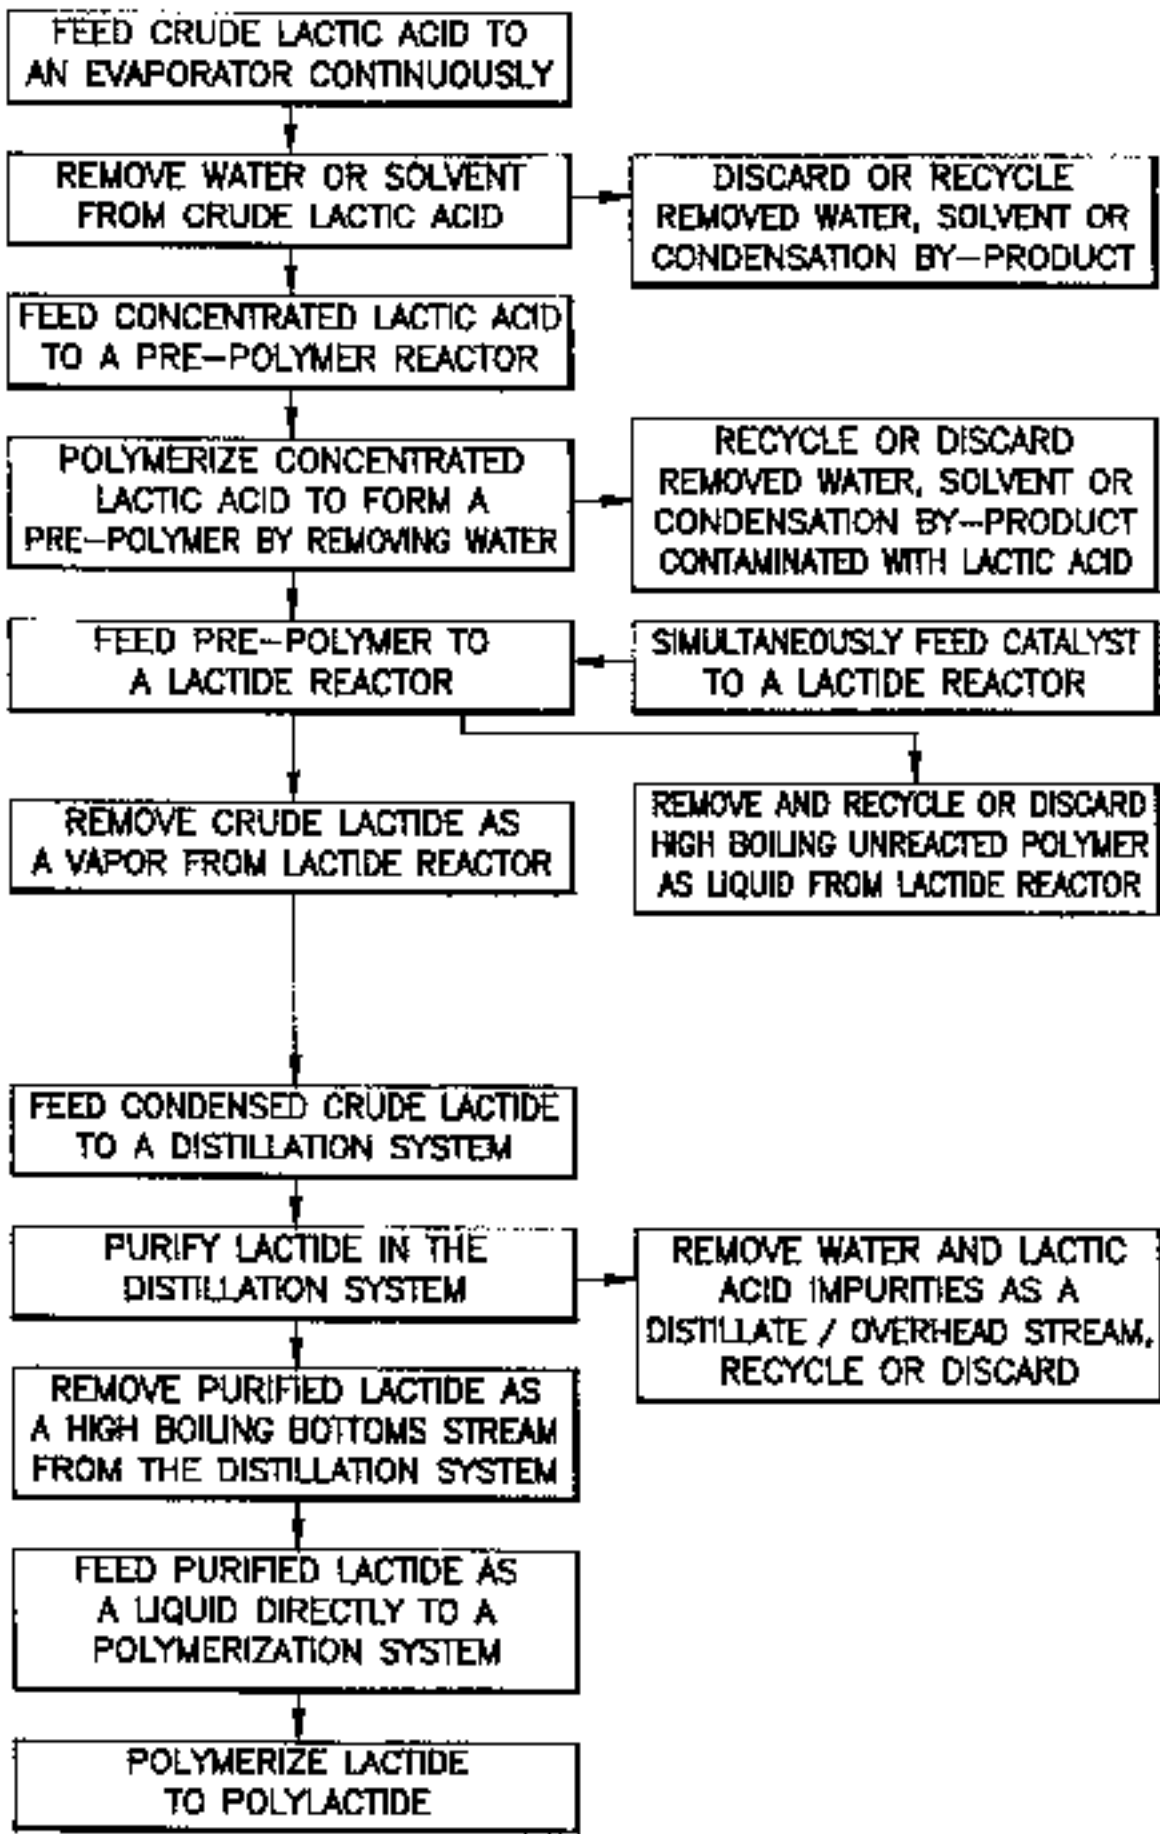 FEED CRUDE LACTIC ACID TO
AN EVAPORATOR CONTINUOUSLY
REMOVE WATER OR SOLVENT
FROM CRUDE LACTIC ACID
DISCARD OR RECYCLE
REMOVED WATER, SOLVENT OR
CONDENSATION BY-PRODUCT
FEED CONCENTRATED LACTIC ACID
TO A PRE-POLYMER REACTOR
POLYMERIZE CONCENTRATED
LACTIC ACID TO FORM A
PRE-POLYMER BY REMOVING WATER
RECYCLE OR DISCARD
REMOVED WATER, SOLVENT OR
CONDENSATION BY-PRODUCT
CONTAMINATED WITH LACTIC ACID
FEED PRE-POLYMER TO
A LACTIDE REACTOR
SIMULTANEOUSLY FEED CATALYST
TO A LACTIDE REACTOR
REMOVE CRUDE LACTIDE AS
A VAPOR FROM LACTIDE REACTOR
REMOVE AND RECYCLE OR DISCARD
HIGH BOILING UNREACTED POLYMER
AS LIQUID FROM LACTIDE REACTOR
FEED CONDENSED CRUDE LACTIDE
TO A DISTILLATION SYSTEM
PURIFY LACTIDE IN THE
DISTILLATION SYSTEM
REMOVE WATER AND LACTIC
ACID IMPURITIES AS A
DISTILLATE / OVERHEAD STREAM,
RECYCLE OR DISCARD
REMOVE PURIFIED LACTIDE AS
A HIGH BOILING BOTTOMS STREAM
FROM THE DISTILLATION SYSTEM
FEED PURIFIED LACTIDE AS
A LIQUID DIRECTLY TO A
POLYMERIZATION SYSTEM
POLYMERIZE LACTIDE
TO POLYLACTIDE